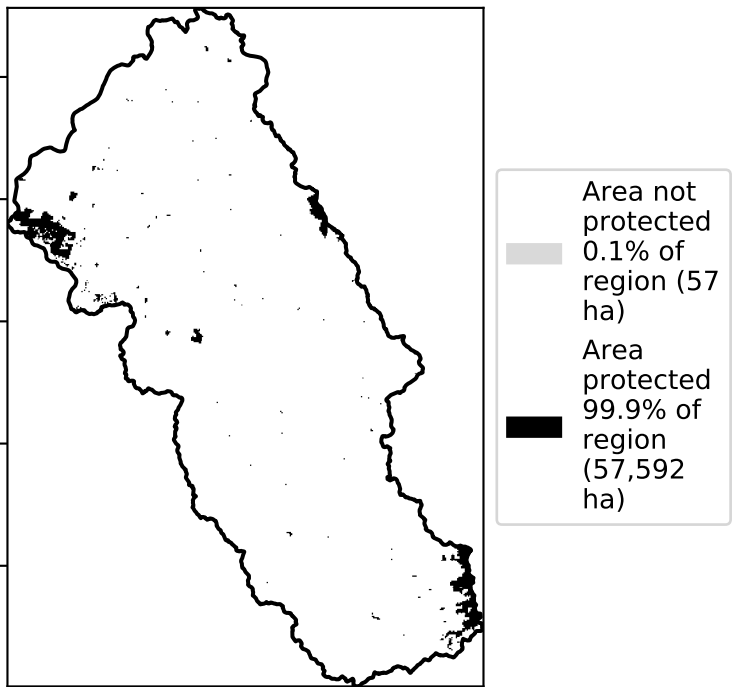 Area not
protected
0.1% of
region (57
ha)
Area
protected
99.9% of
region
(57,592
ha)